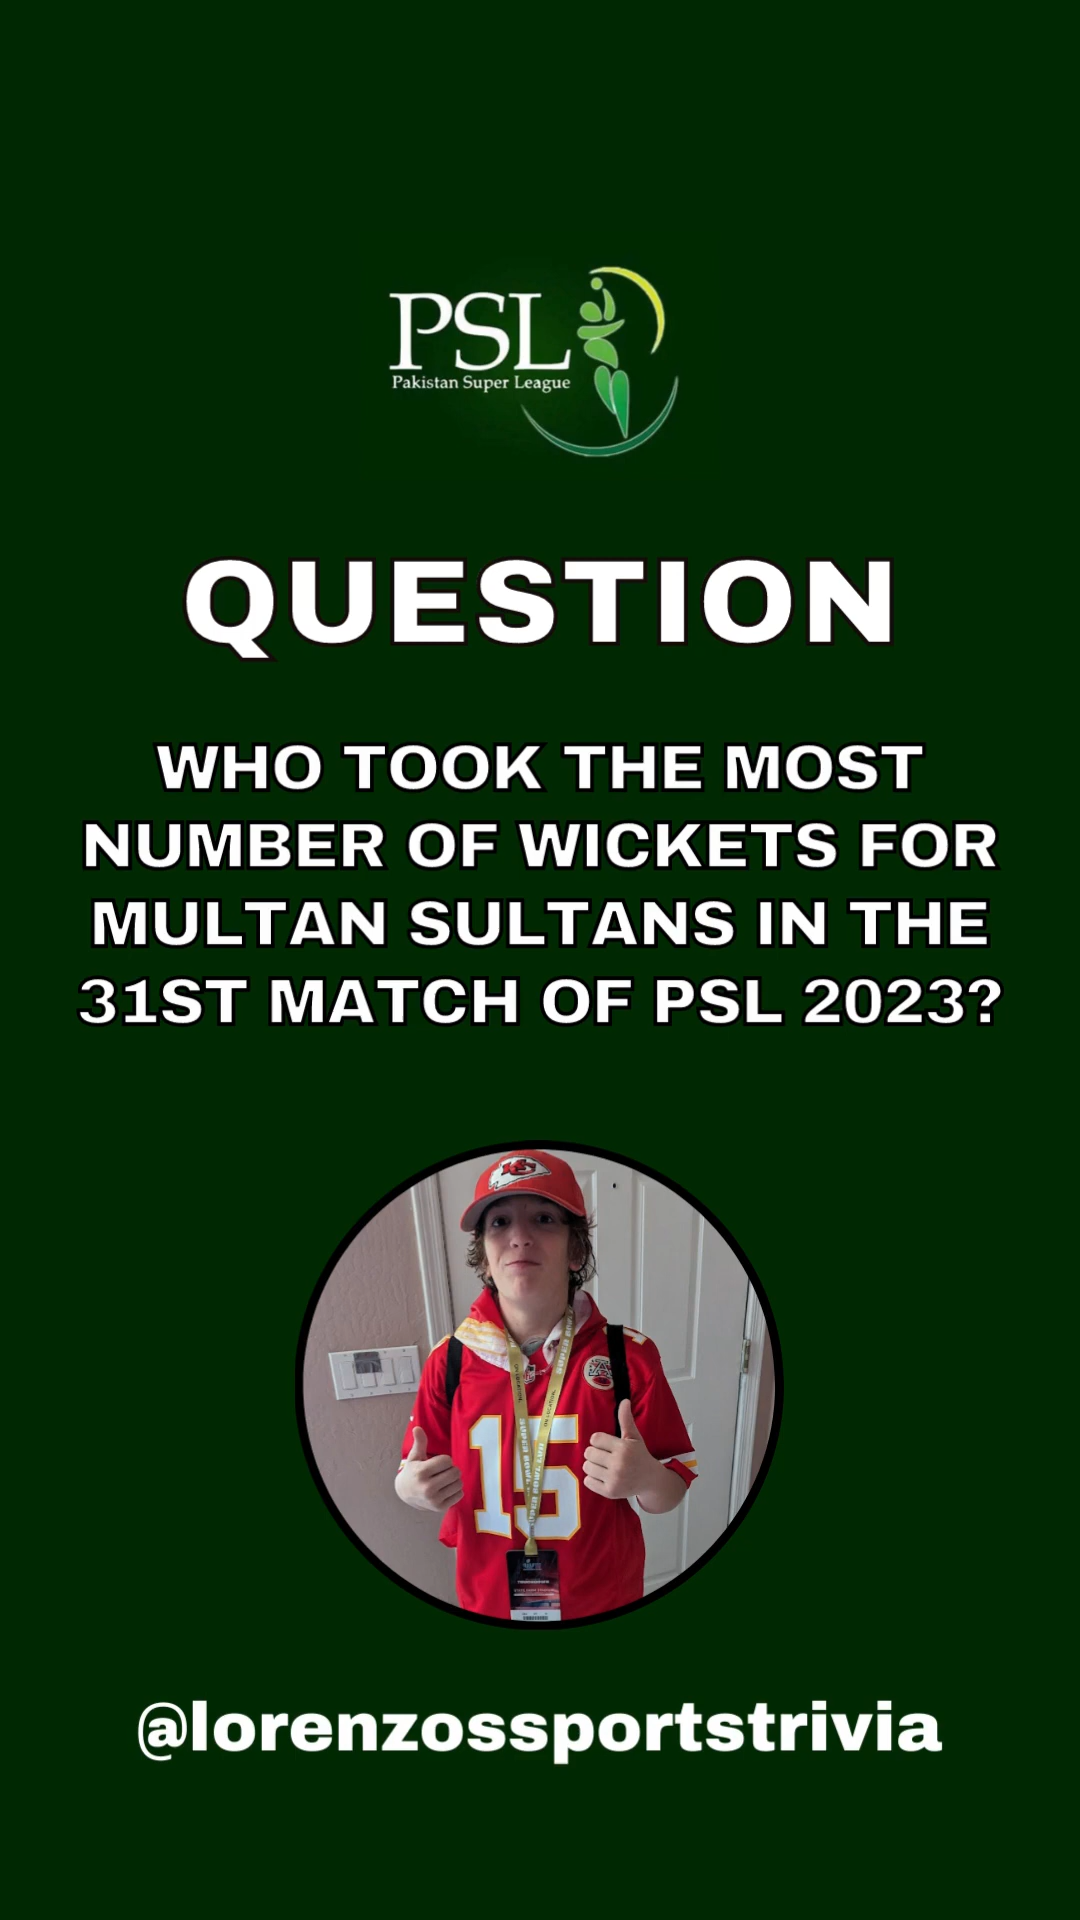 PSL
Pakistan Super League
QUESTION
WHO TOOK THE MOST
NUMBER OF WICKETS FOR
MULTAN SULTANS IN THE
31ST MATCH OF PSL 2023?
KC
15
@lorenzossportstrivia